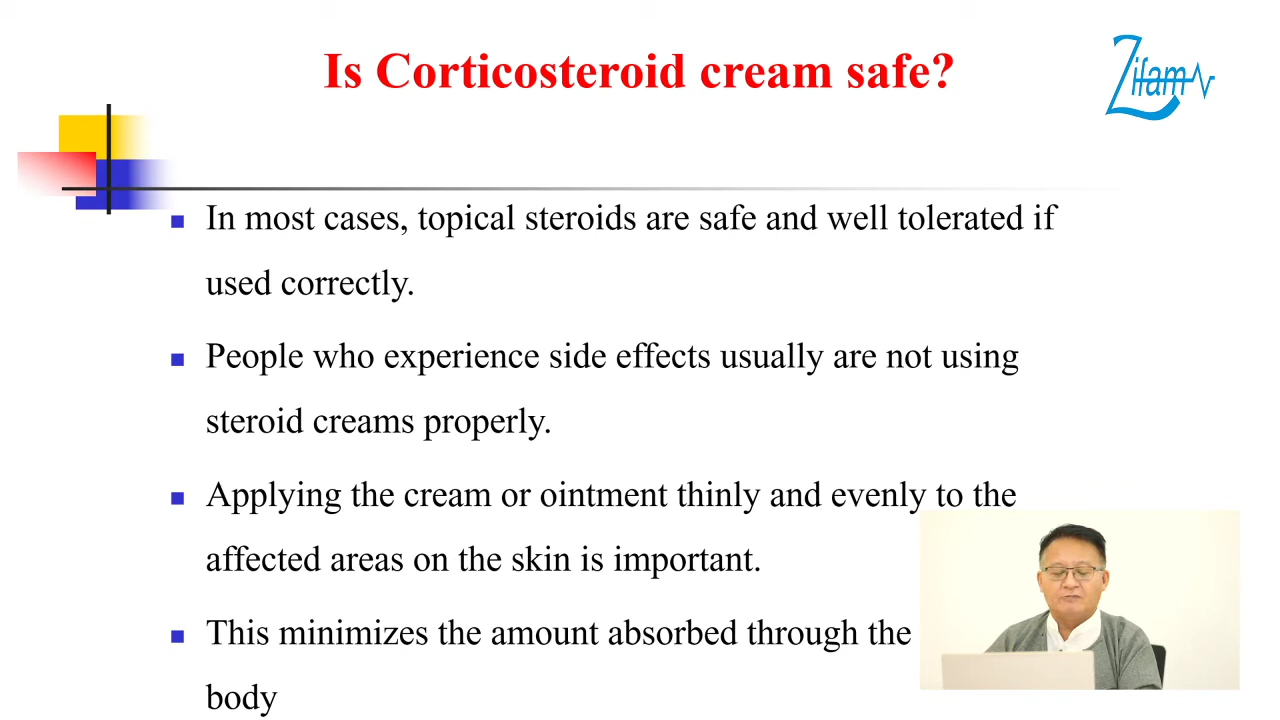 Is Corticosteroid cream safe?
Zifam
In most cases, topical steroids are safe and well tolerated if
used correctly.
People who experience side effects usually are not using
steroid creams properly.
Applying the cream or ointment thinly and evenly to the
affected areas on the skin is important.
This minimizes the amount absorbed through the
body